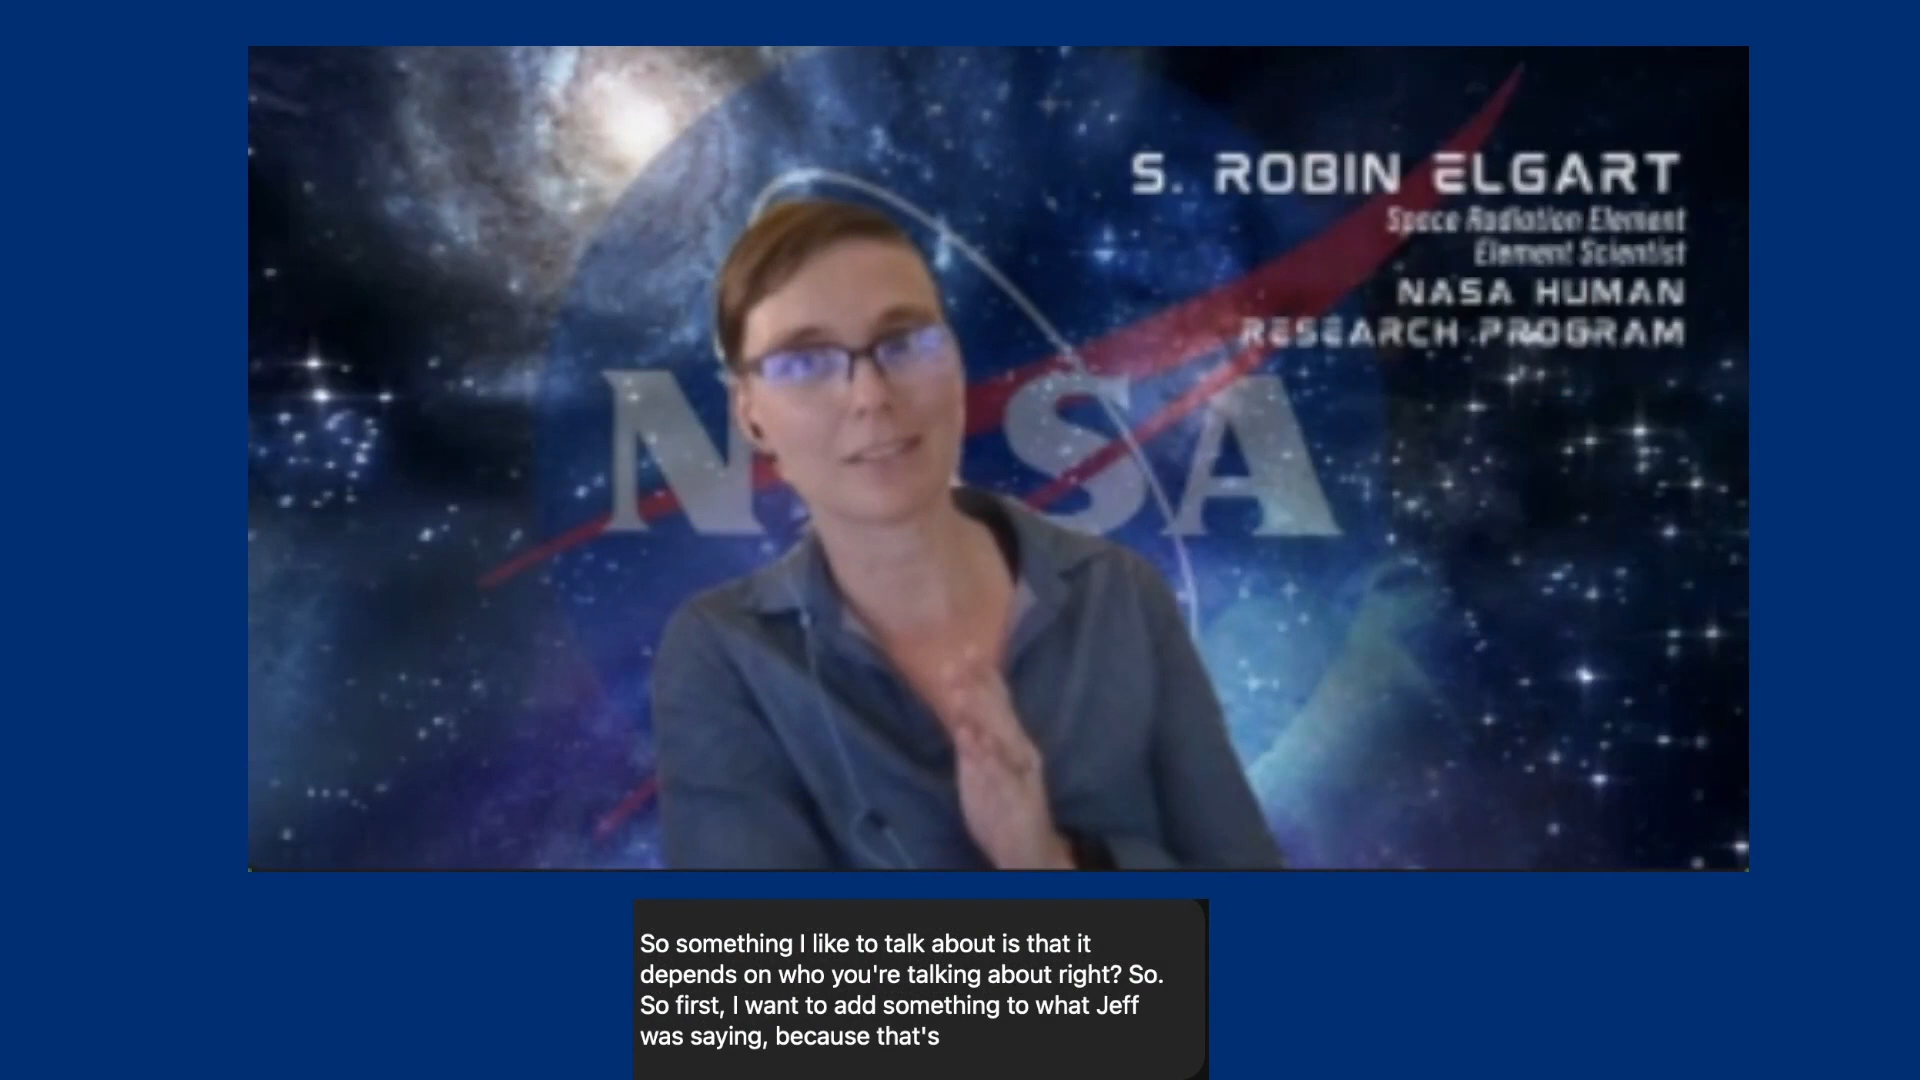 S. ROBIN ELGART
Space Radiation Element
Element Scientist
NASA HUMAN
RESEARCH PROGRAM
NASA
So something I like to talk about is that it
depends on who you're talking about right? So.
So first, I want to add something to what Jeff
was saying, because that's